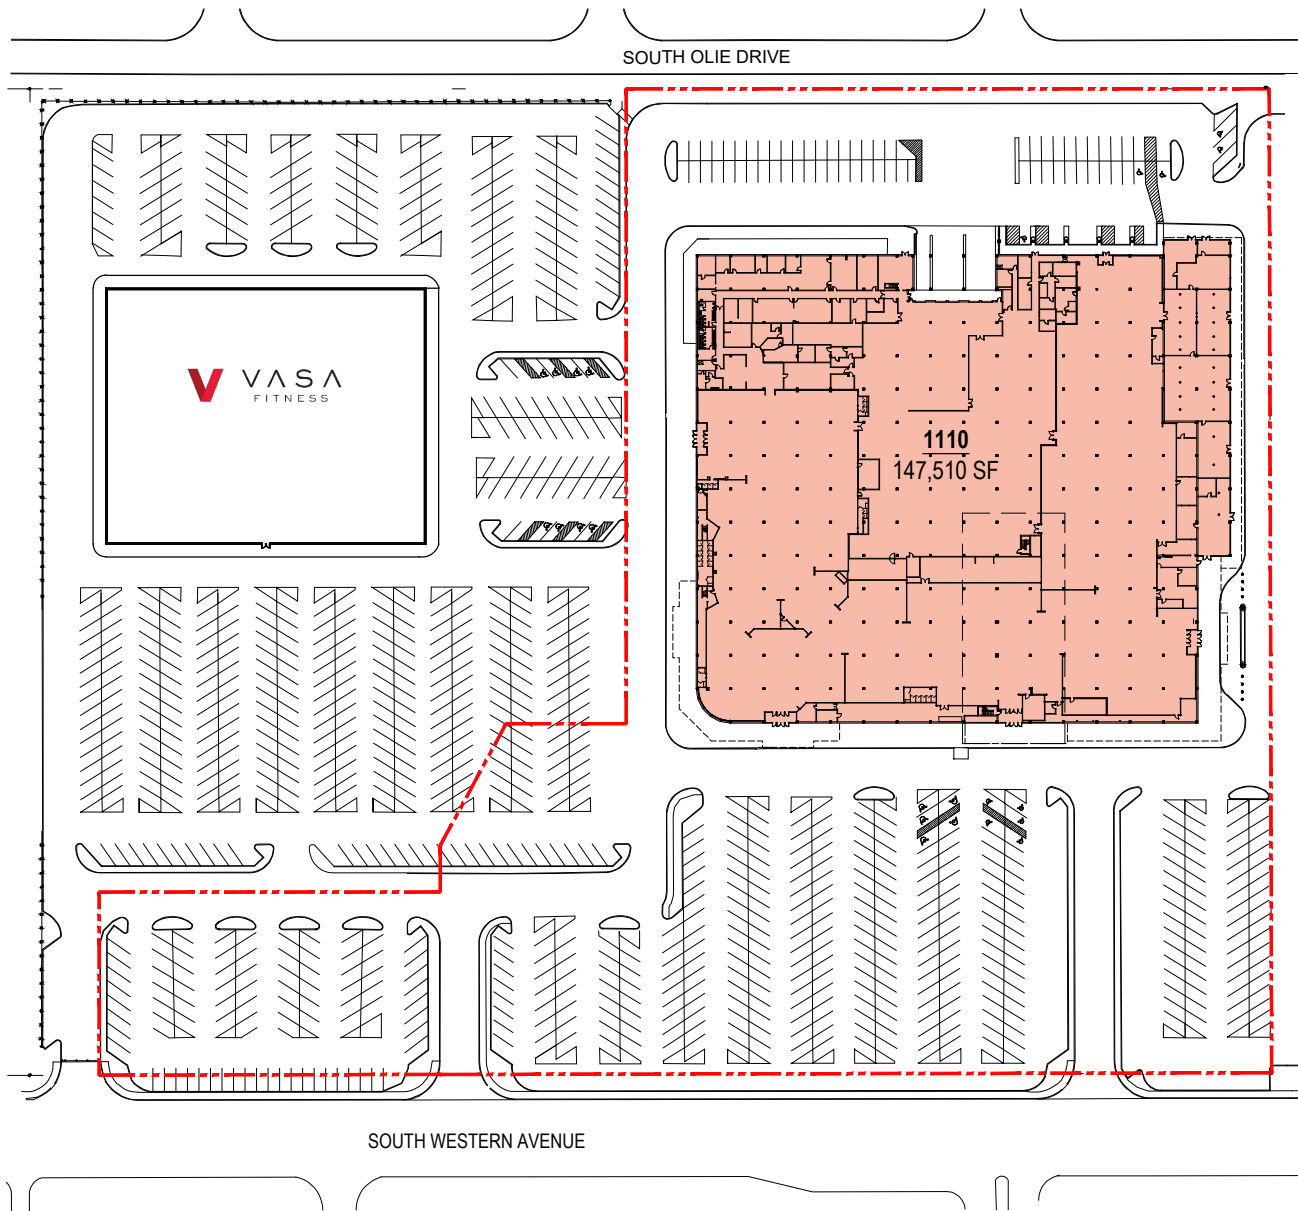 SOUTH OLIE DRIVE
VASA
FITNESS
1110
147,510 SF
SOUTH WESTERN AVENUE